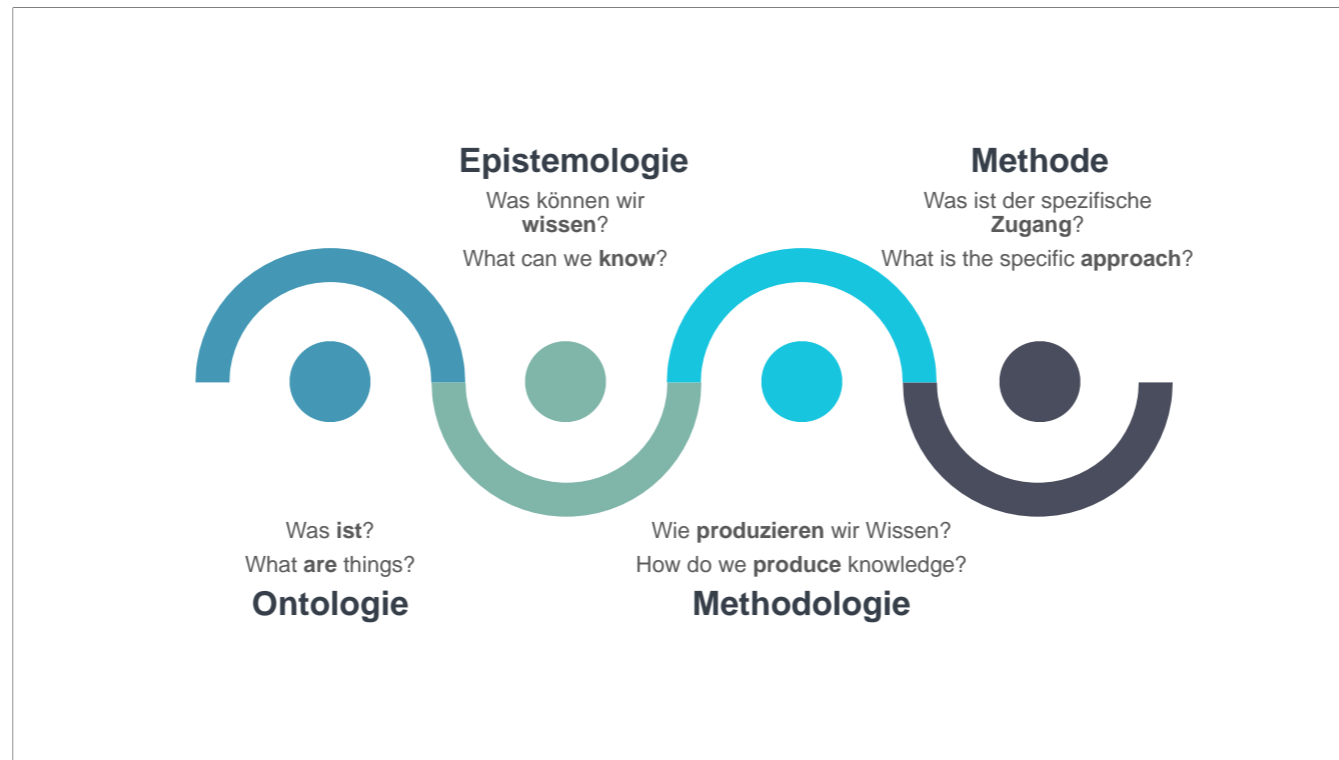 Epistemologie
Was können wir
wissen?
What can we know?
Methode
Was ist der spezifische
Zugang?
What is the specific approach?
Was ist?
What are things?
Ontologie
Wie produzieren wir Wissen?
How do we produce knowledge?
Methodologie